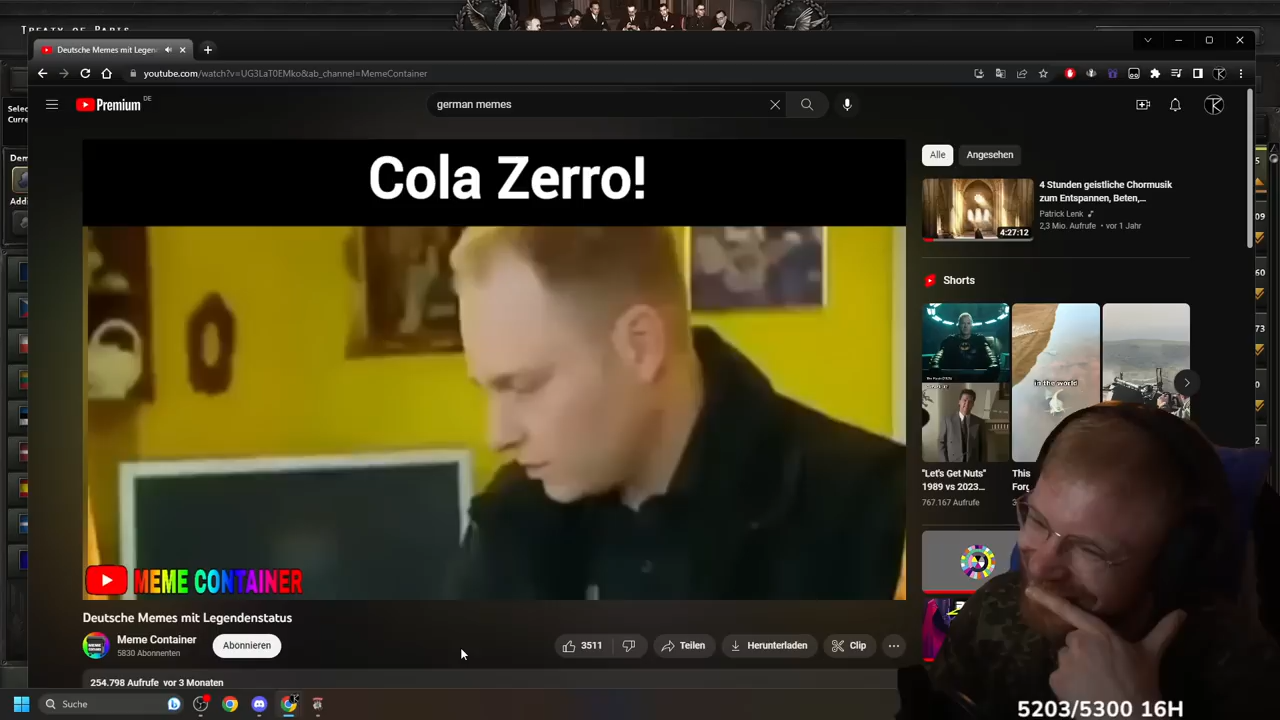 TREATY OF PARIS
Deutsche Memes mit Legend
youtube.com/watch?v=UG3LaT0EMko&ab_channel=MemeContainer
Premium DE
german memes
Cola Zerro!
MEME CONTAINER
Deutsche Memes mit Legendenstatus
Meme Container
5830 Abonnenten
Abonnieren
3511
Teilen
Herunterladen
Clip
254.798 Aufrufe vor 3 Monaten
Alle
Angesehen
4 Stunden geistliche Chormusik
zum Entspannen, Beten,...
Patrick Lenk
2,3 Mio. Aufrufe • vor 1 Jahr
4:27:12
Shorts
in the world
"Let's Get Nuts"
1989 vs 2023...
767.167 Aufrufe
This
Suche
5203/5300 16H